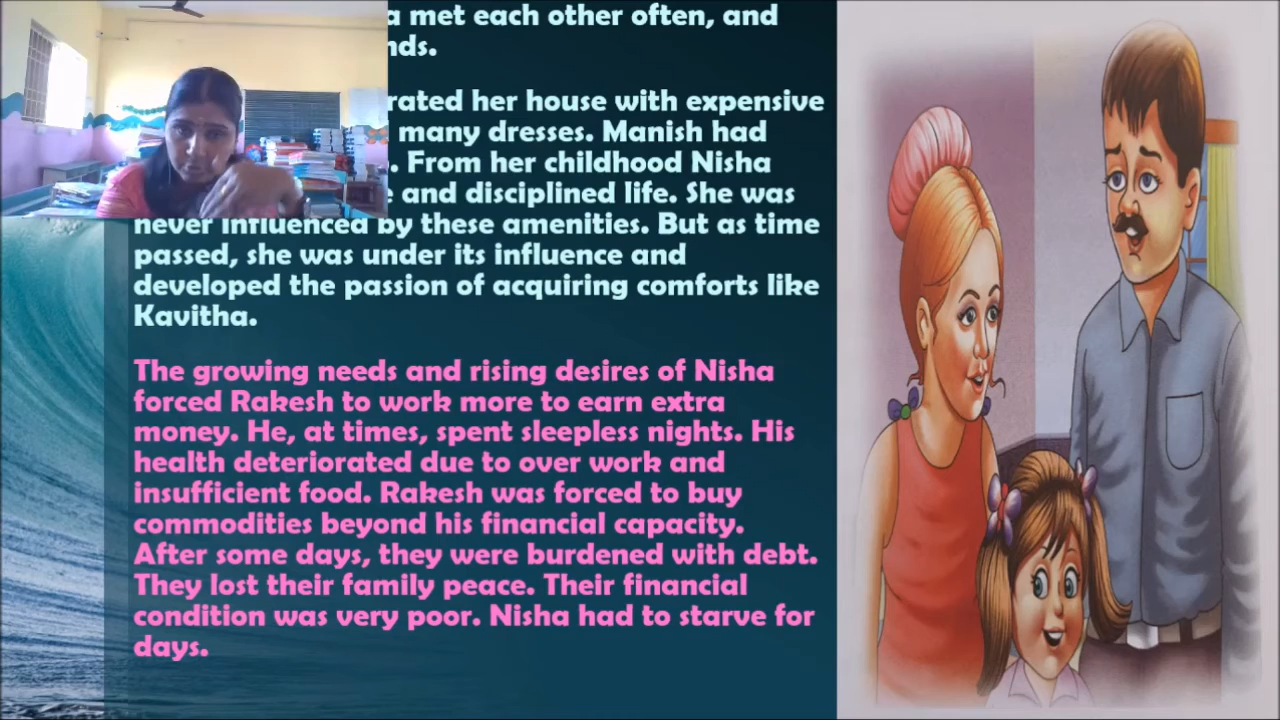 a met each other often, and
nds.
rated her house with expensive
many dresses. Manish had
. From her childhood Nisha
e and disciplined life. She was
never influenced by these amenities. But as time
passed, she was under its influence and
developed the passion of acquiring comforts like
Kavitha.
The growing needs and rising desires of Nisha
forced Rakesh to work more to earn extra
money. He, at times, spent sleepless nights. His
health deteriorated due to over work and
insufficient food. Rakesh was forced to buy
commodities beyond his financial capacity.
After some days, they were burdened with debt.
They lost their family peace. Their financial
condition was very poor. Nisha had to starve for
days.